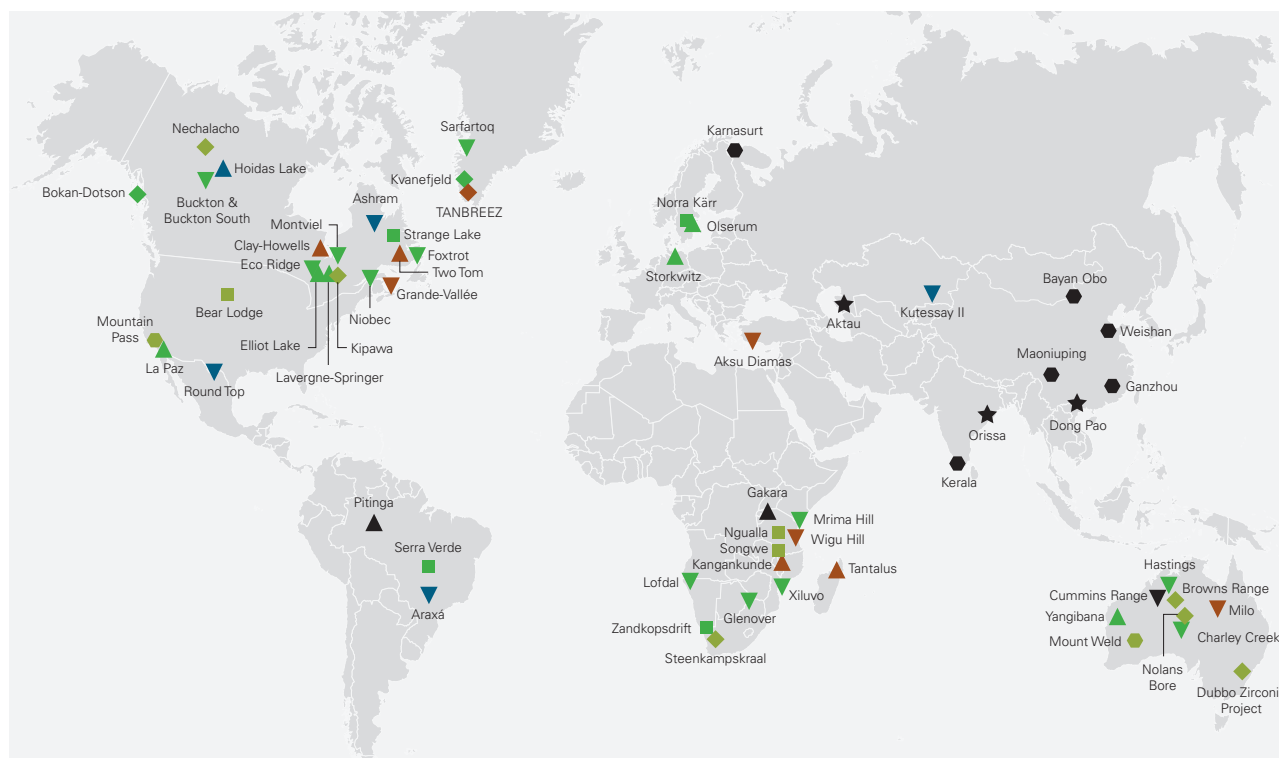 Nechalacho
Hoidas Lake
Bokan-Dotson
Buckton &
Buckton South
Sarfartoq
Kvanefjeld
TANBREEZ
Ashram
Montviel
Strange Lake
Clay-Howells
Foxtrot
Eco Ridge
Two Tom
Grande-Vallée
Bear Lodge
Niobec
Mountain
Pass
Elliot Lake
Kipawa
La Paz
Lavergne-Springer
Round Top
Karnasurt
Norra Kärr
Olserum
Storkwitz
Aktau
Kutessay II
Bayan Obo
Weishan
Aksu Diamas
Maoniuping
Ganzhou
Dong Pao
Orissa
Kerala
Pitinga
Serra Verde
Araxá
Gakara
Mrima Hill
Ngualla
Wigu Hill
Songwe
Kangankunde
Tantalus
Lofdal
Xiluvo
Glenover
Zandkopsdrift
Steenkampskraal
Hastings
Cummins Range
Browns Range
Yangibana
Milo
Mount Weld
Charley Creek
Nolans
Bore
Dubbo Zirconi
Project